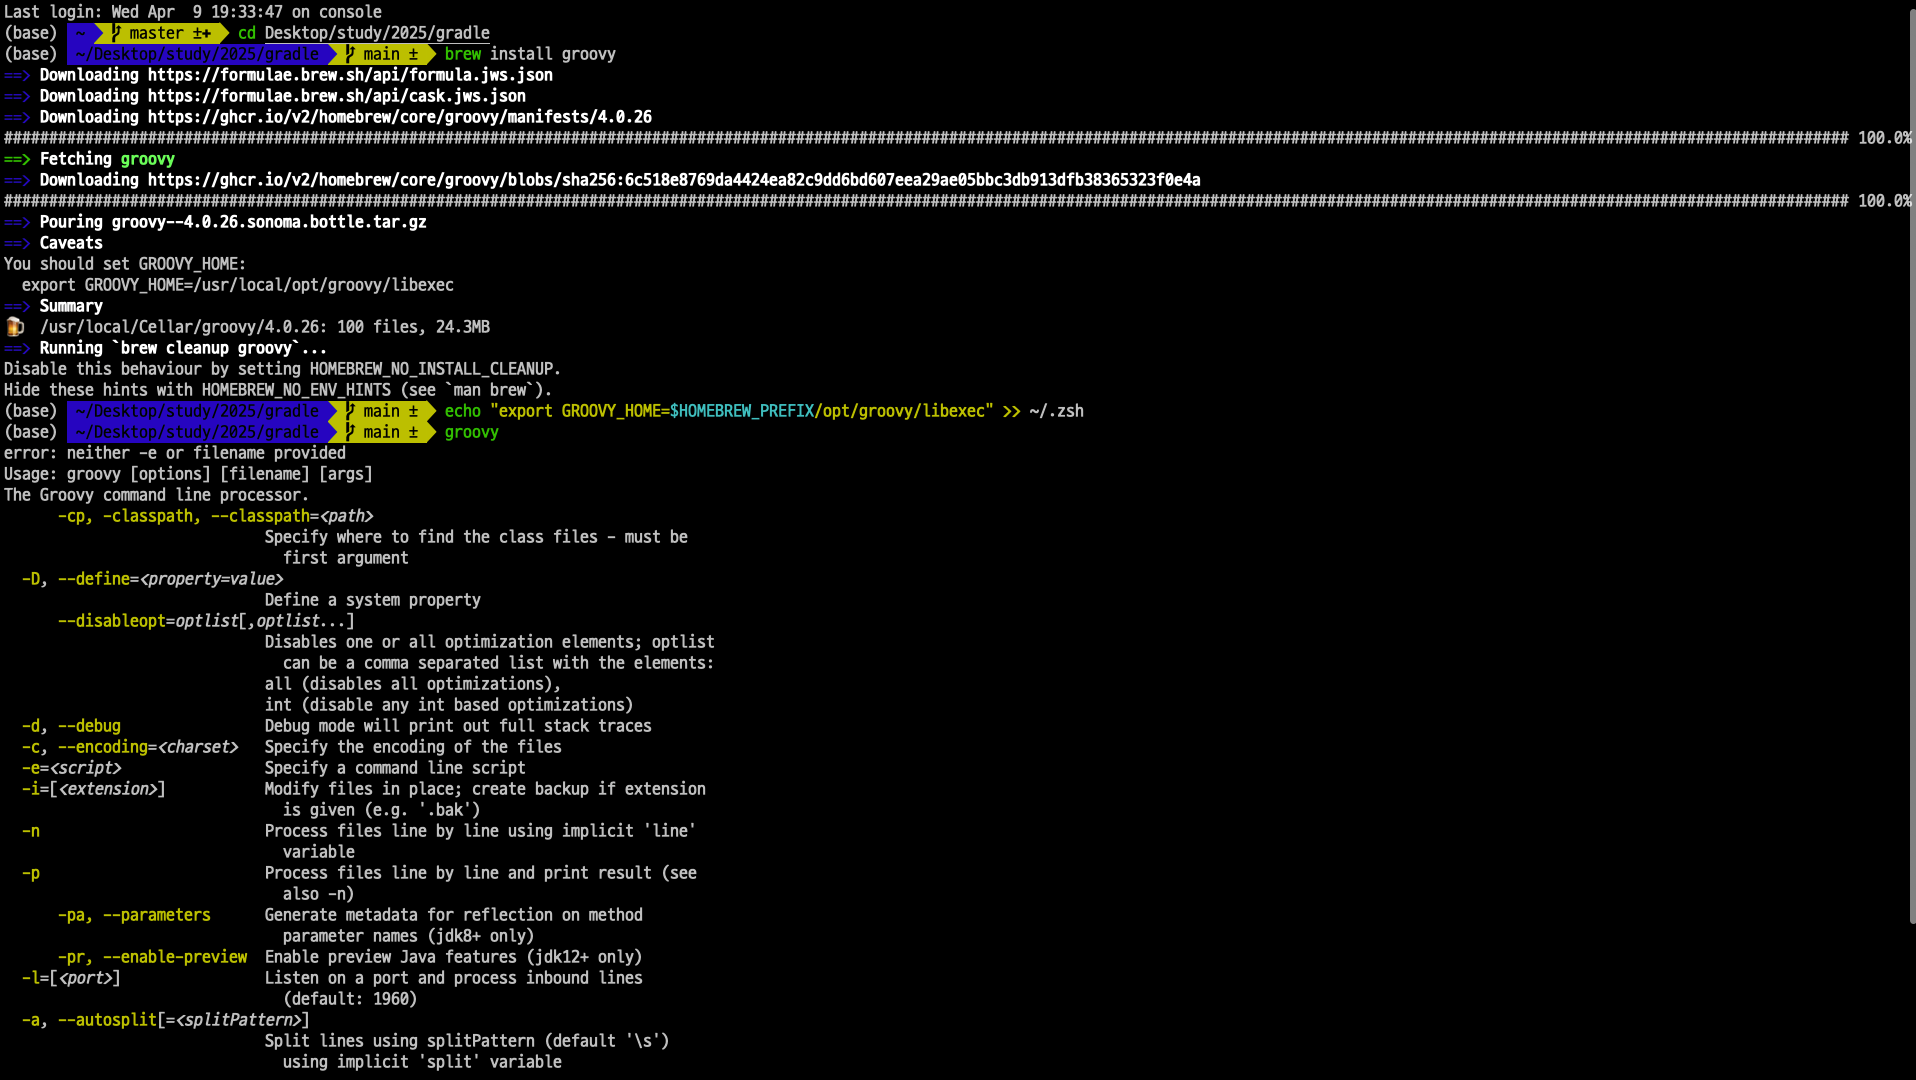 Last login: Wed Apr  9 19:33:47 on console
(base)  ~  master ±✚  cd Desktop/study/2025/gradle
(base)  ~/Desktop/study/2025/gradle  main ±  brew install groovy
==> Downloading https://formulae.brew.sh/api/formula.jws.json
==> Downloading https://formulae.brew.sh/api/cask.jws.json
==> Downloading https://ghcr.io/v2/homebrew/core/groovy/manifests/4.0.26
################################################################################ 100.0%
==> Fetching groovy
==> Downloading https://ghcr.io/v2/homebrew/core/groovy/blobs/sha256:6c518e8769da4424ea82c9dd6bd607eea29ae05bbc3db913dfb38365323f0e4a
################################################################################ 100.0%
==> Pouring groovy--4.0.26.sonoma.bottle.tar.gz
==> Caveats
You should set GROOVY_HOME:
  export GROOVY_HOME=/usr/local/opt/groovy/libexec
==> Summary
🍺  /usr/local/Cellar/groovy/4.0.26: 100 files, 24.3MB
==> Running `brew cleanup groovy`...
Disable this behaviour by setting HOMEBREW_NO_INSTALL_CLEANUP.
Hide these hints with HOMEBREW_NO_ENV_HINTS (see `man brew`).
(base)  ~/Desktop/study/2025/gradle  main ±  echo "export GROOVY_HOME=$HOMEBREW_PREFIX/opt/groovy/libexec" >> ~/.zsh
(base)  ~/Desktop/study/2025/gradle  main ±  groovy
error: neither -e or filename provided
Usage: groovy [options] [filename] [args]
The Groovy command line processor.
      -cp, -classpath, --classpath=<path>
                             Specify where to find the class files - must be
                               first argument
  -D, --define=<property=value>
                             Define a system property
      --disableopt=optlist[,optlist...]
                             Disables one or all optimization elements; optlist
                               can be a comma separated list with the elements:
                             all (disables all optimizations),
                             int (disable any int based optimizations)
  -d, --debug                Debug mode will print out full stack traces
  -c, --encoding=<charset>   Specify the encoding of the files
  -e=<script>                Specify a command line script
  -i=[<extension>]           Modify files in place; create backup if extension
                               is given (e.g. '.bak')
  -n                         Process files line by line using implicit 'line'
                               variable
  -p                         Process files line by line and print result (see
                               also -n)
      -pa, --parameters      Generate metadata for reflection on method
                               parameter names (jdk8+ only)
      -pr, --enable-preview  Enable preview Java features (jdk12+ only)
  -l=[<port>]                Listen on a port and process inbound lines
                               (default: 1960)
  -a, --autosplit[=<splitPattern>]
                             Split lines using splitPattern (default '\s')
                               using implicit 'split' variable